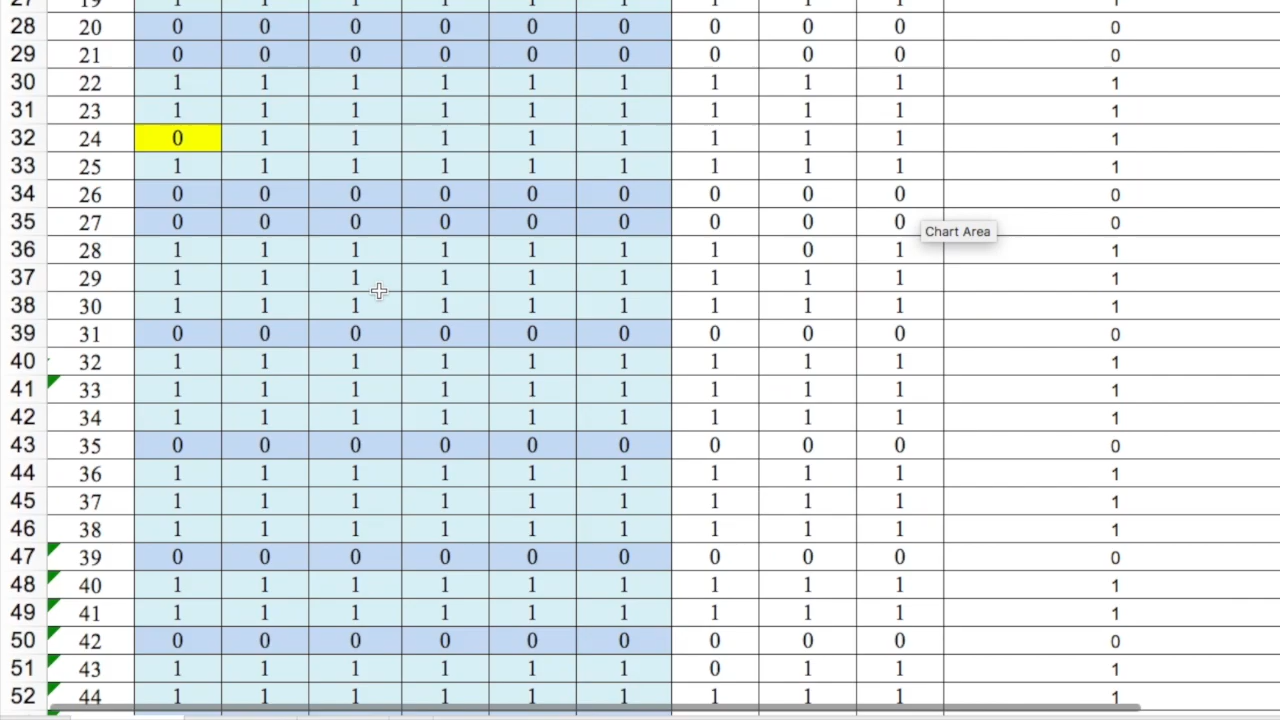 27 19 1 1 1 1 1 1 1 1 1 1
28 20 0 0 0 0 0 0 0 0 0 0
29 21 0 0 0 0 0 0 0 0 0 0
30 22 1 1 1 1 1 1 1 1 1 1
31 23 1 1 1 1 1 1 1 1 1 1
32 24 0 1 1 1 1 1 1 1 1 1
33 25 1 1 1 1 1 1 1 1 1 1
34 26 0 0 0 0 0 0 0 0 0 0
35 27 0 0 0 0 0 0 0 0 0 0
Chart Area
36 28 1 1 1 1 1 1 1 0 1 1
37 29 1 1 1 1 1 1 1 1 1 1
38 30 1 1 1 1 1 1 1 1 1 1
39 31 0 0 0 0 0 0 0 0 0 0
40 32 1 1 1 1 1 1 1 1 1 1
41 33 1 1 1 1 1 1 1 1 1 1
42 34 1 1 1 1 1 1 1 1 1 1
43 35 0 0 0 0 0 0 0 0 0 0
44 36 1 1 1 1 1 1 1 1 1 1
45 37 1 1 1 1 1 1 1 1 1 1
46 38 1 1 1 1 1 1 1 1 1 1
47 39 0 0 0 0 0 0 0 0 0 0
48 40 1 1 1 1 1 1 1 1 1 1
49 41 1 1 1 1 1 1 1 1 1 1
50 42 0 0 0 0 0 0 0 0 0 0
51 43 1 1 1 1 1 1 0 1 1 1
52 44 1 1 1 1 1 1 1 1 1 1